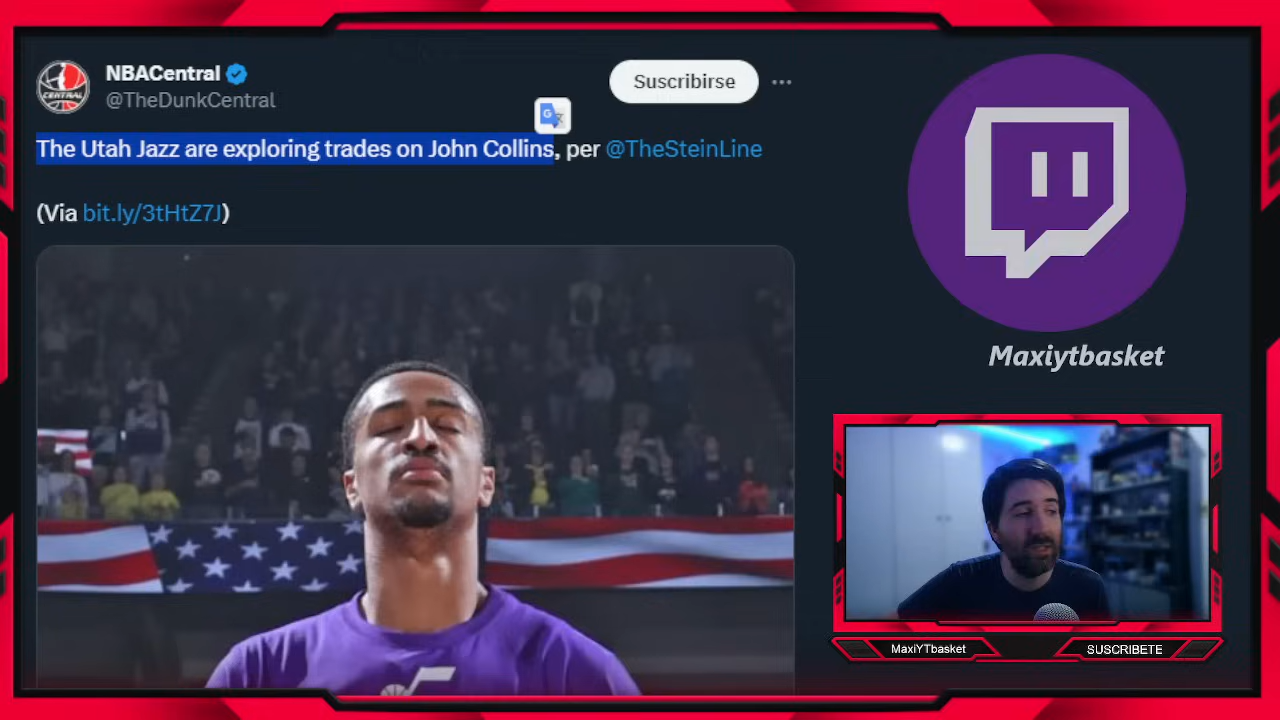 NBACentral
@TheDunkCentral
Suscribirse
The Utah Jazz are exploring trades on John Collins, per @TheSteinLine
(Via bit.ly/3tHtZ7J)
Maxiytbasket
MaxiYTbasket
SUSCRIBETE